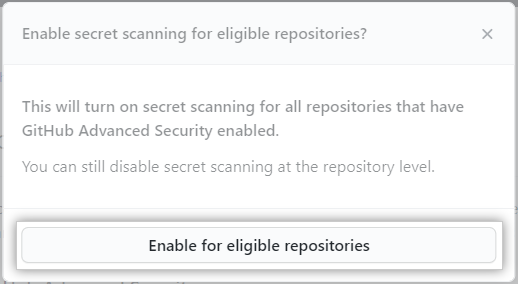 Enable secret scanning for eligible repositories?
This will turn on secret scanning for all repositories that have
GitHub Advanced Security enabled.
You can still disable secret scanning at the repository level.
Enable for eligible repositories